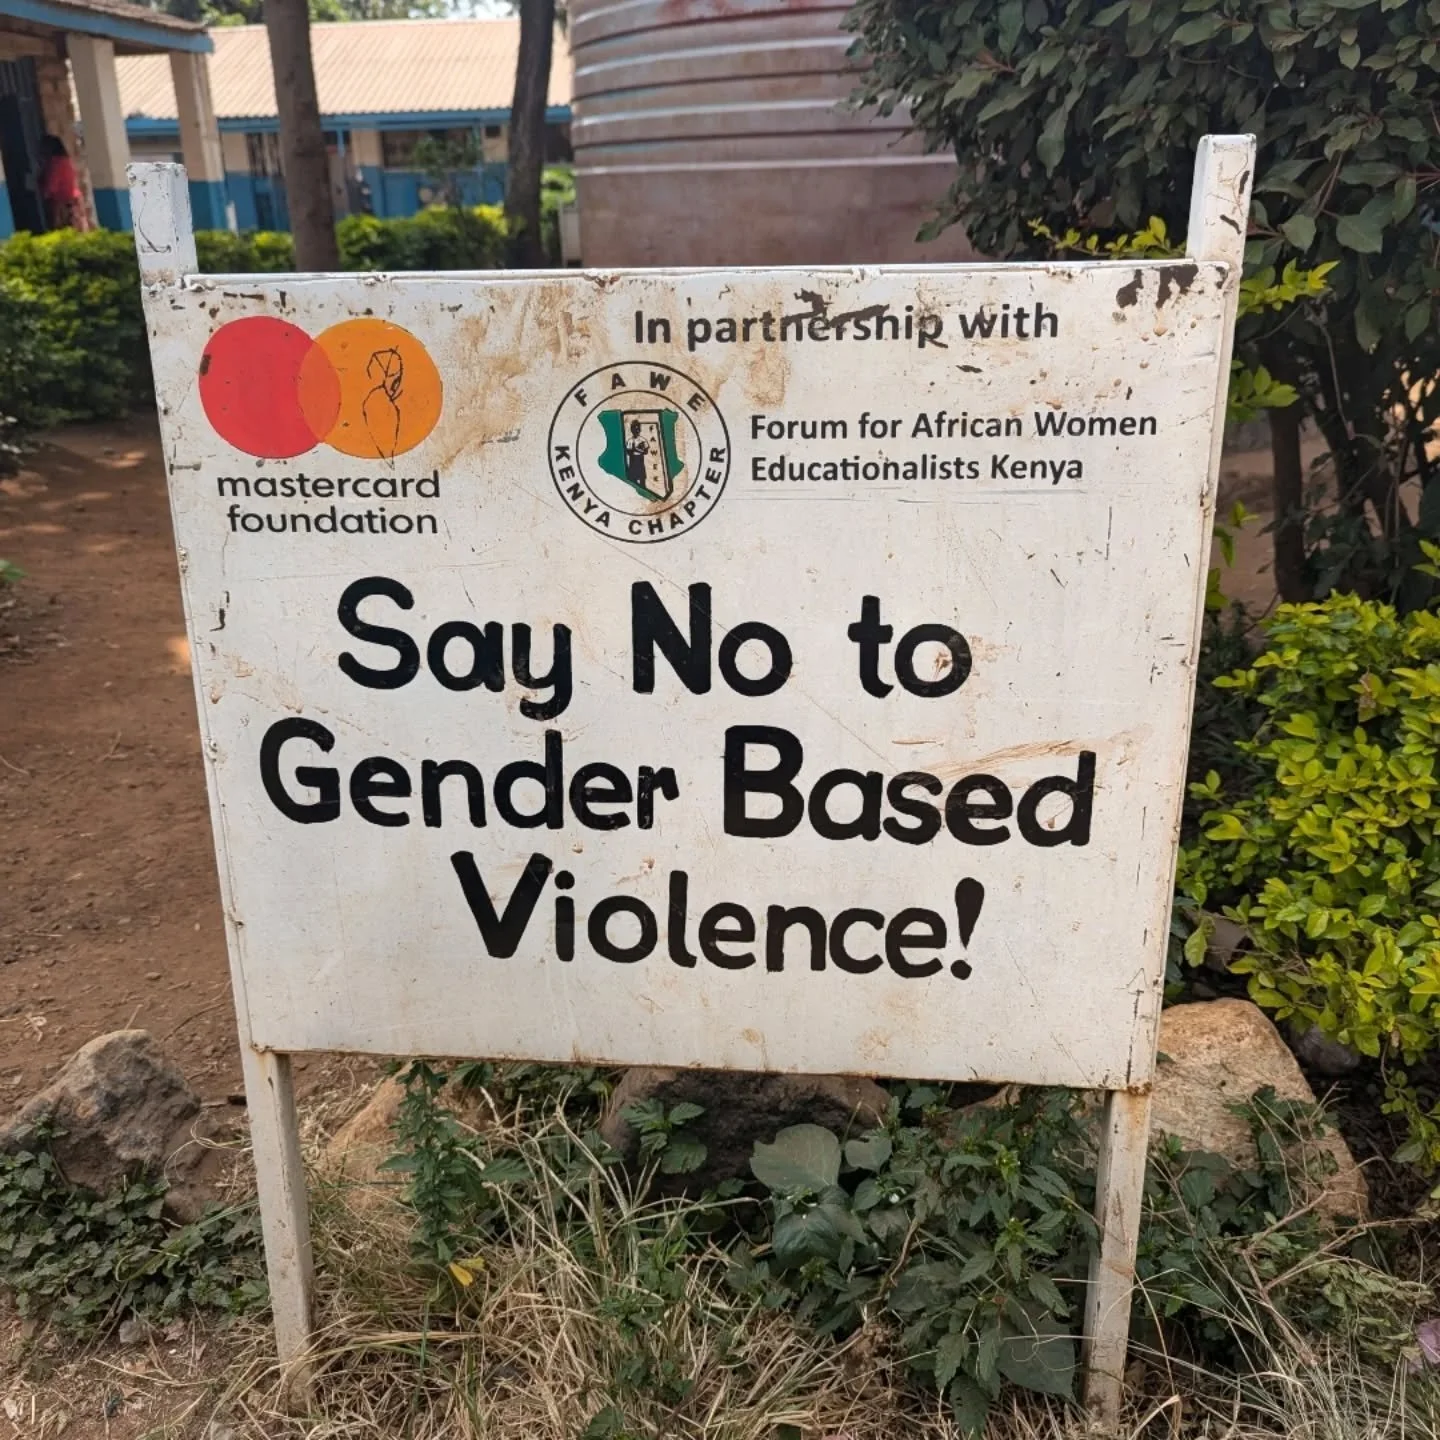 In partnership with
mastercard
foundation
FAWE
KENYA CHAPTER
FAWEK
Forum for African Women
Educationalists Kenya
Say No to
Gender Based
Violence!